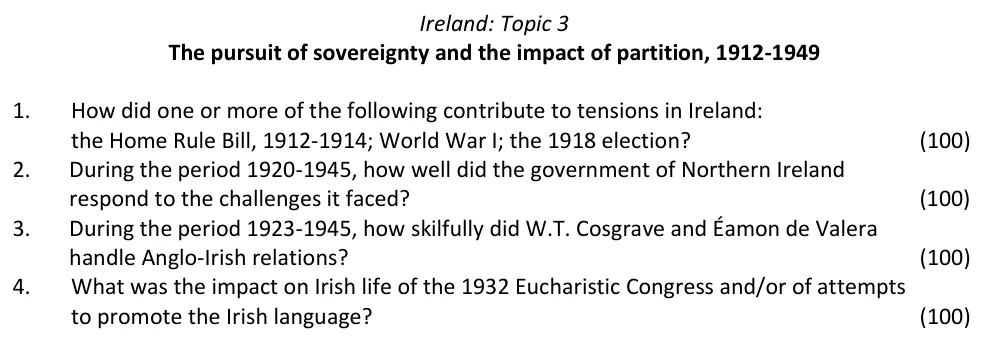 Ireland: Topic 3
The pursuit of sovereignty and the impact of partition, 1912-1949
1. How did one or more of the following contribute to tensions in Ireland:
the Home Rule Bill, 1912-1914; World War I; the 1918 election? (100)
2. During the period 1920-1945, how well did the government of Northern Ireland
respond to the challenges it faced? (100)
3. During the period 1923-1945, how skilfully did W.T. Cosgrave and Éamon de Valera
handle Anglo-Irish relations? (100)
4. What was the impact on Irish life of the 1932 Eucharistic Congress and/or of attempts
to promote the Irish language? (100)